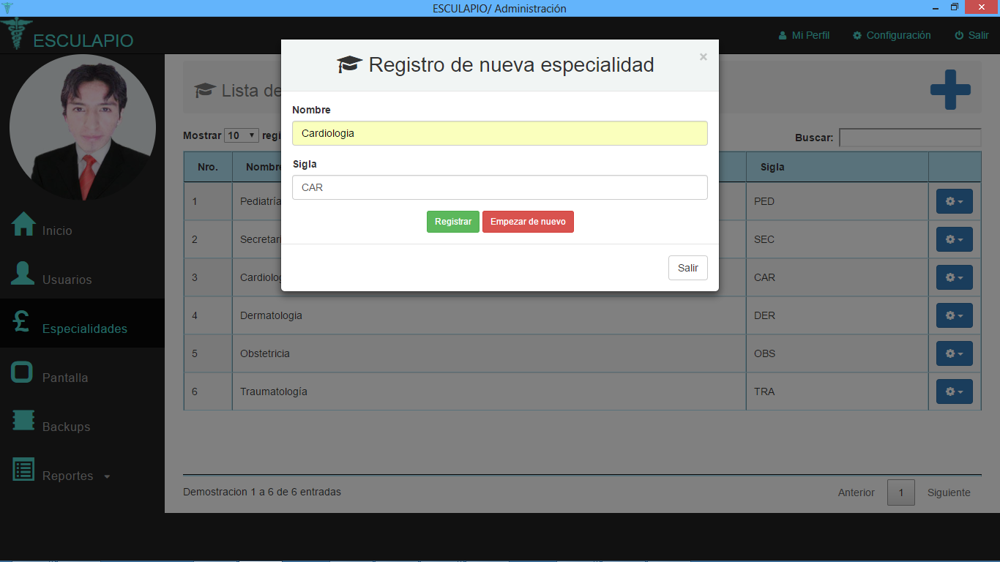 ESCULAPIO/ Administración
ESCULAPIO
Mi Perfil Configuración Salir
Registro de nueva especialidad ×
Lista de
Nombre
Cardiologia
Mostrar 10 regi
Buscar:
Sigla
CAR
Nro. Nombre Sigla
1 Pediatría PED
Registrar Empezar de nuevo
Inicio
2 Secretari SEC
Salir
3 Cardiolog CAR
Usuarios
4 Dermatologia DER
Especialidades
5 Obstetricia OBS
Pantalla
6 Traumatología TRA
Backups
Reportes
Demostracion 1 a 6 de 6 entradas
Anterior 1 Siguiente